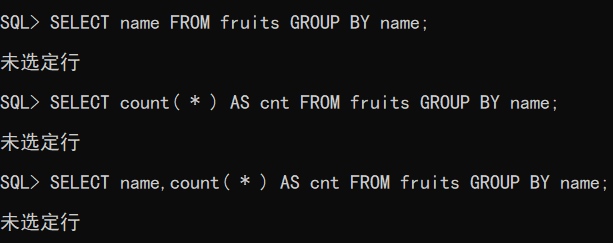 SQL> SELECT name FROM fruits GROUP BY name;
未选定行
SQL> SELECT count( * ) AS cnt FROM fruits GROUP BY name;
未选定行
SQL> SELECT name,count( * ) AS cnt FROM fruits GROUP BY name;
未选定行